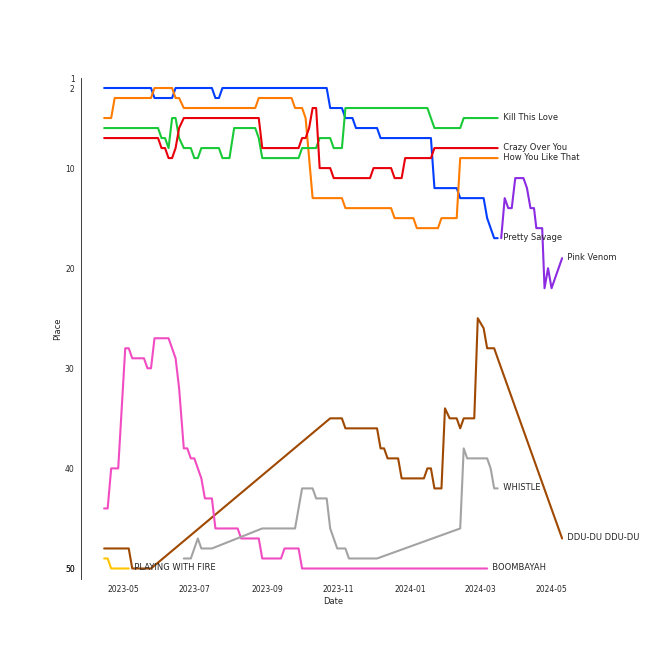 1
2
10
20
30
40
50
Place
Kill This Love
Crazy Over You
How You Like That
Pretty Savage
Pink Venom
WHISTLE
DDU-DU DDU-DU
PLAYING WITH FIRE
BOOMBAYAH
2023-05 2023-07 2023-09 2023-11 2024-01 2024-03 2024-05
Date